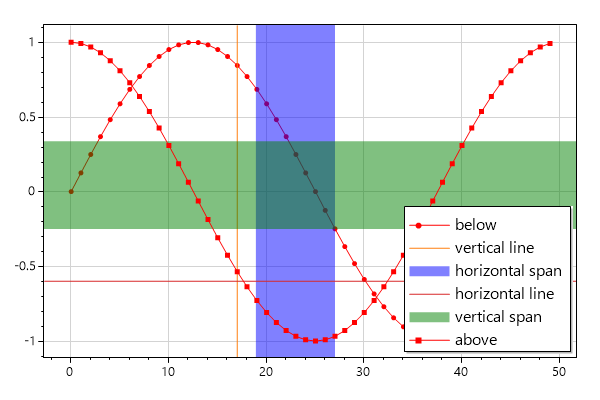 1
0.5
0
-0.5
-1
below
vertical line
horizontal span
horizontal line
vertical span
above
0
10
20
30
40
50